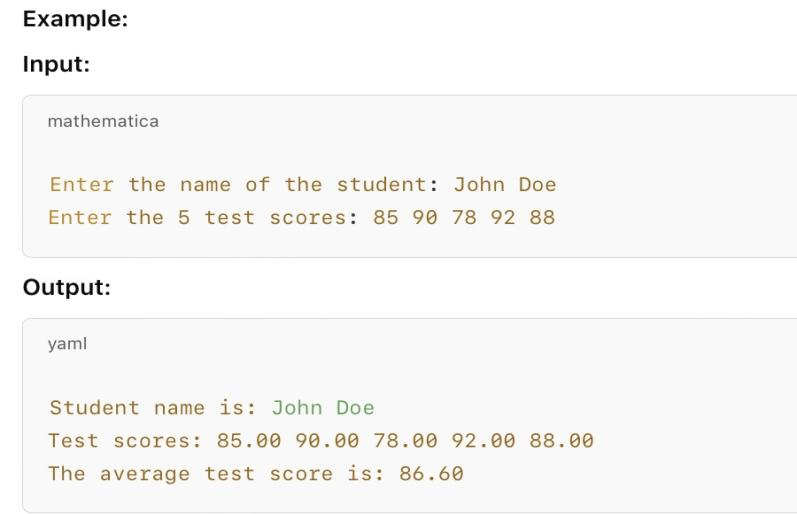 Example:
Input:
mathematica
Enter the name of the student: John Doe
Enter the 5 test scores: 85 90 78 92 88
Output:
yaml
Student name is: John Doe
Test scores: 85.00 90.00 78.00 92.00 88.00
The average test score is: 86.60